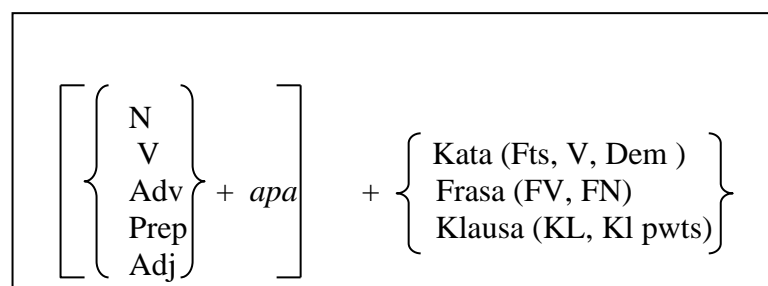 N
V
Adv + apa + Kata (Fts, V, Dem )
Prep Frasa (FV, FN)
Adj Klausa (KL, Kl pwts)